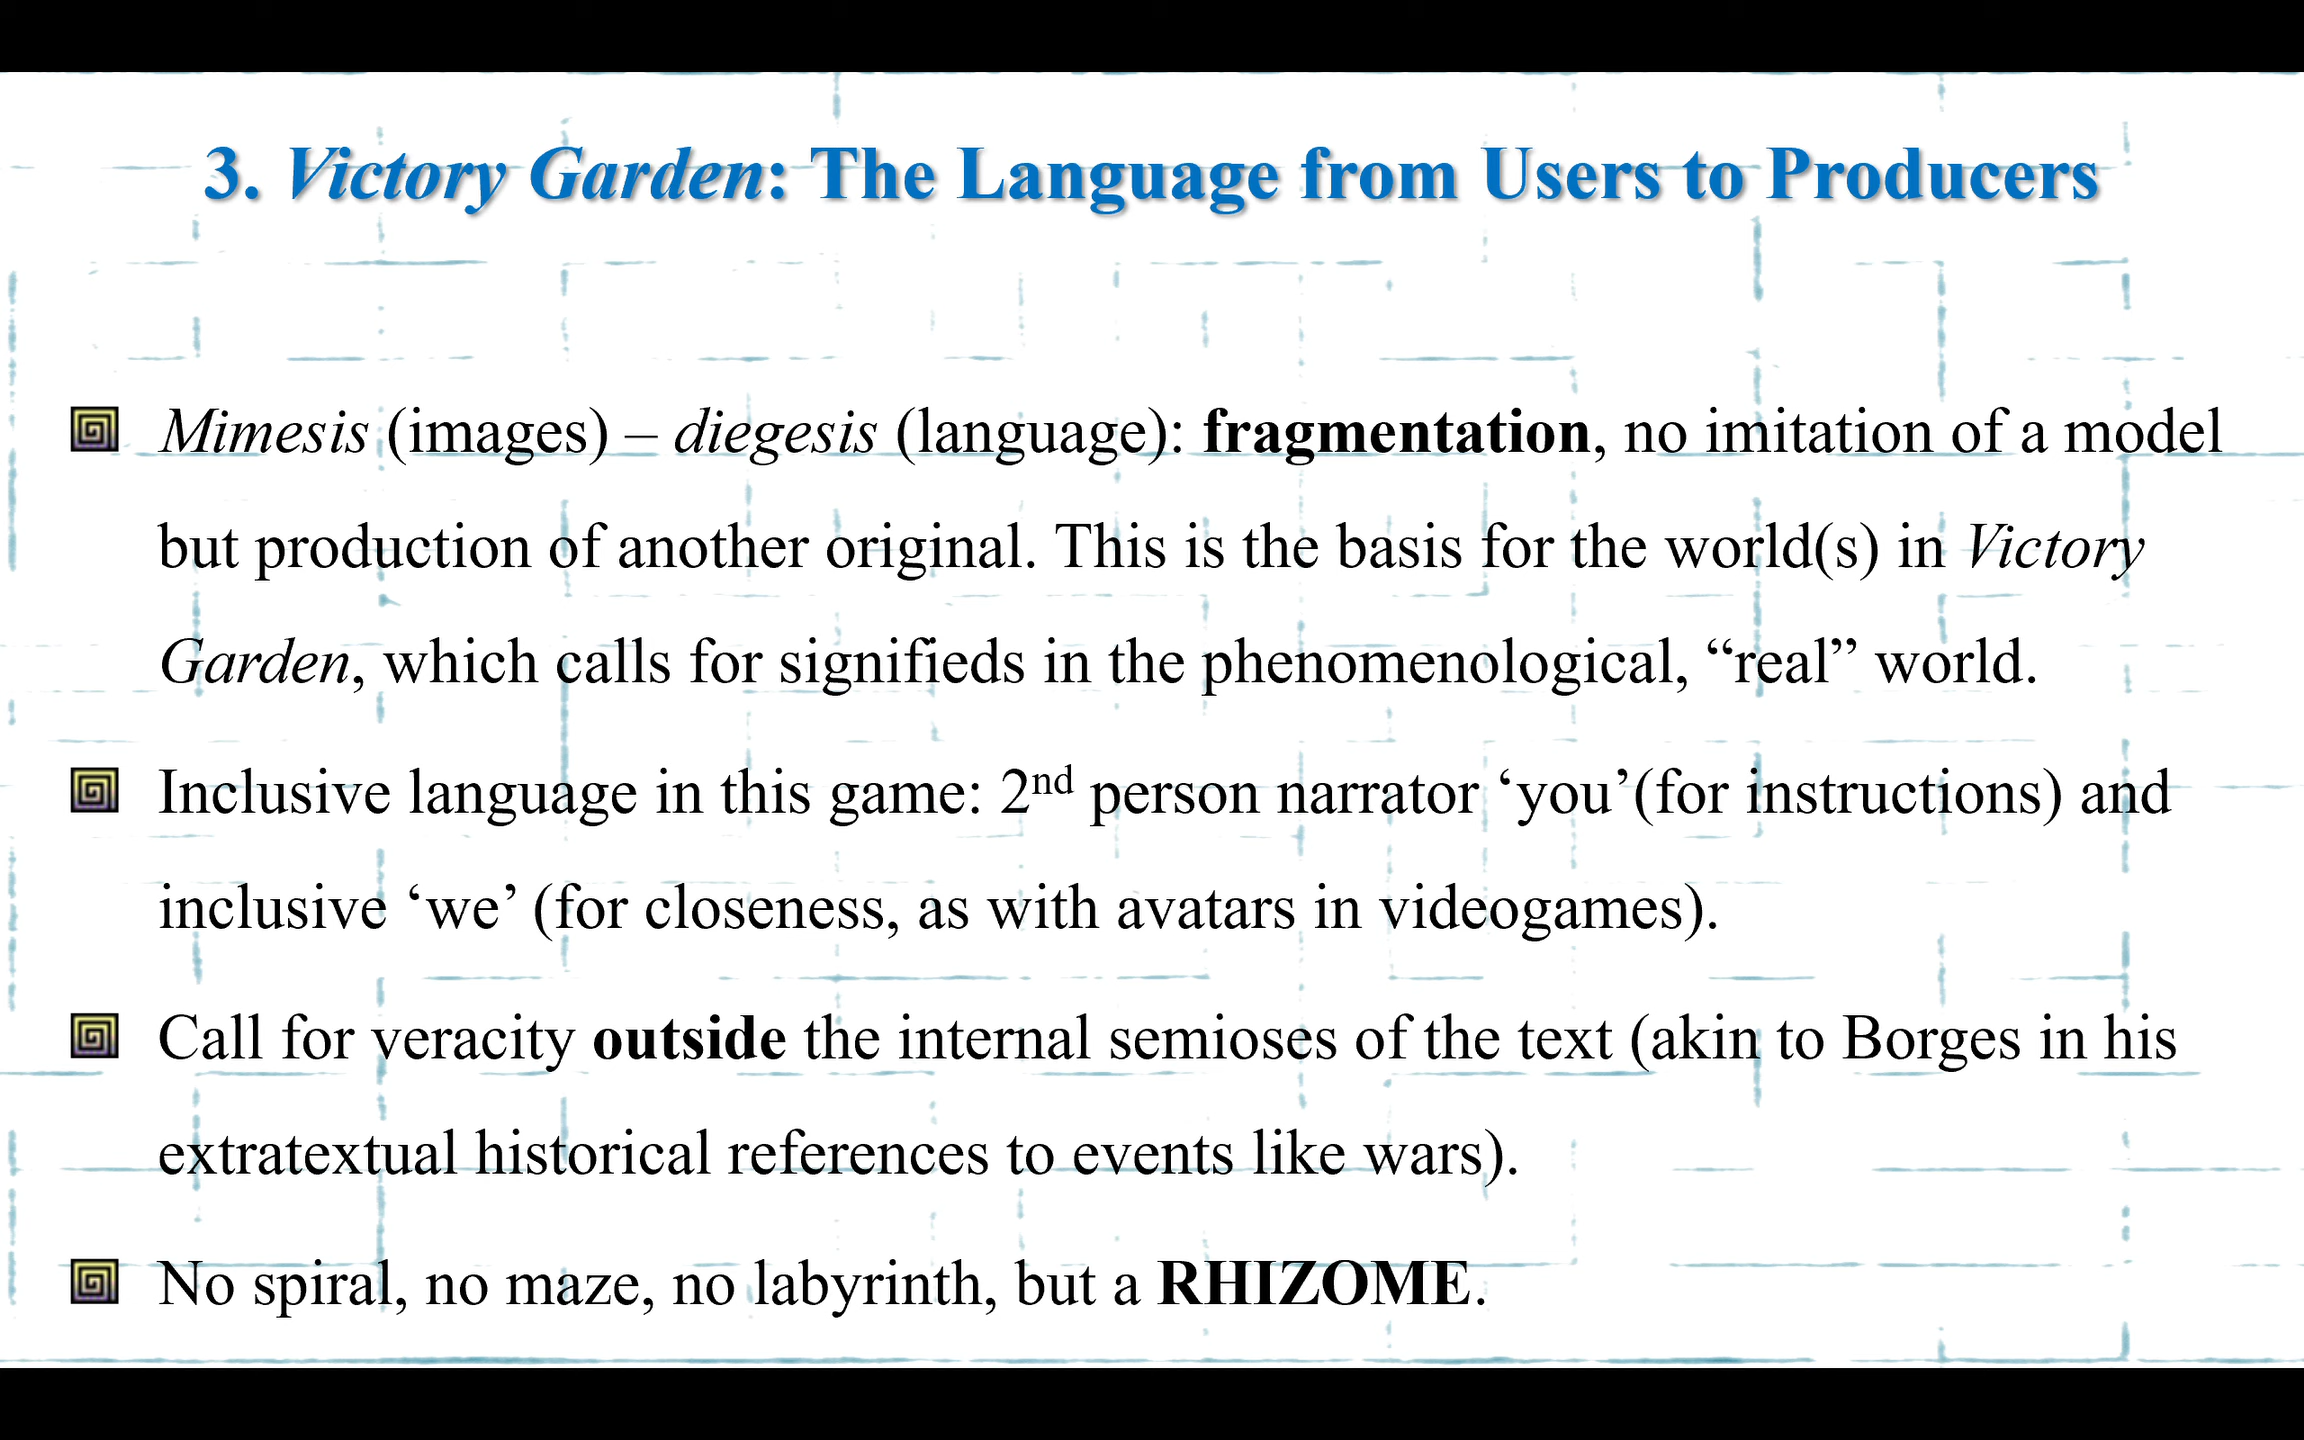 3. Victory Garden: The Language from Users to Producers
Mimesis (images) – diegesis (language): fragmentation, no imitation of a model
but production of another original. This is the basis for the world(s) in Victory
Garden, which calls for signifieds in the phenomenological, “real” world.
Inclusive language in this game: 2nd person narrator ‘you’(for instructions) and
inclusive ‘we’ (for closeness, as with avatars in videogames).
Call for veracity outside the internal semioses of the text (akin to Borges in his
extratextual historical references to events like wars).
No spiral, no maze, no labyrinth, but a RHIZOME.